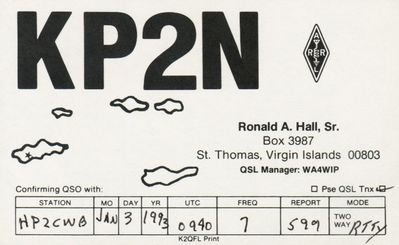 KP2N
ARRL
Ronald A. Hall, Sr.
Box 3987
St. Thomas, Virgin Islands 00803
QSL Manager: WA4WIP
Confirming QSO with: ☐ Pse QSL Tnx ☑
STATION MO DAY YR UTC FREQ REPORT MODE
HP2CWB JAN 3 1993 0940 7 599 TWO WAY RTTY
K2QFL Print